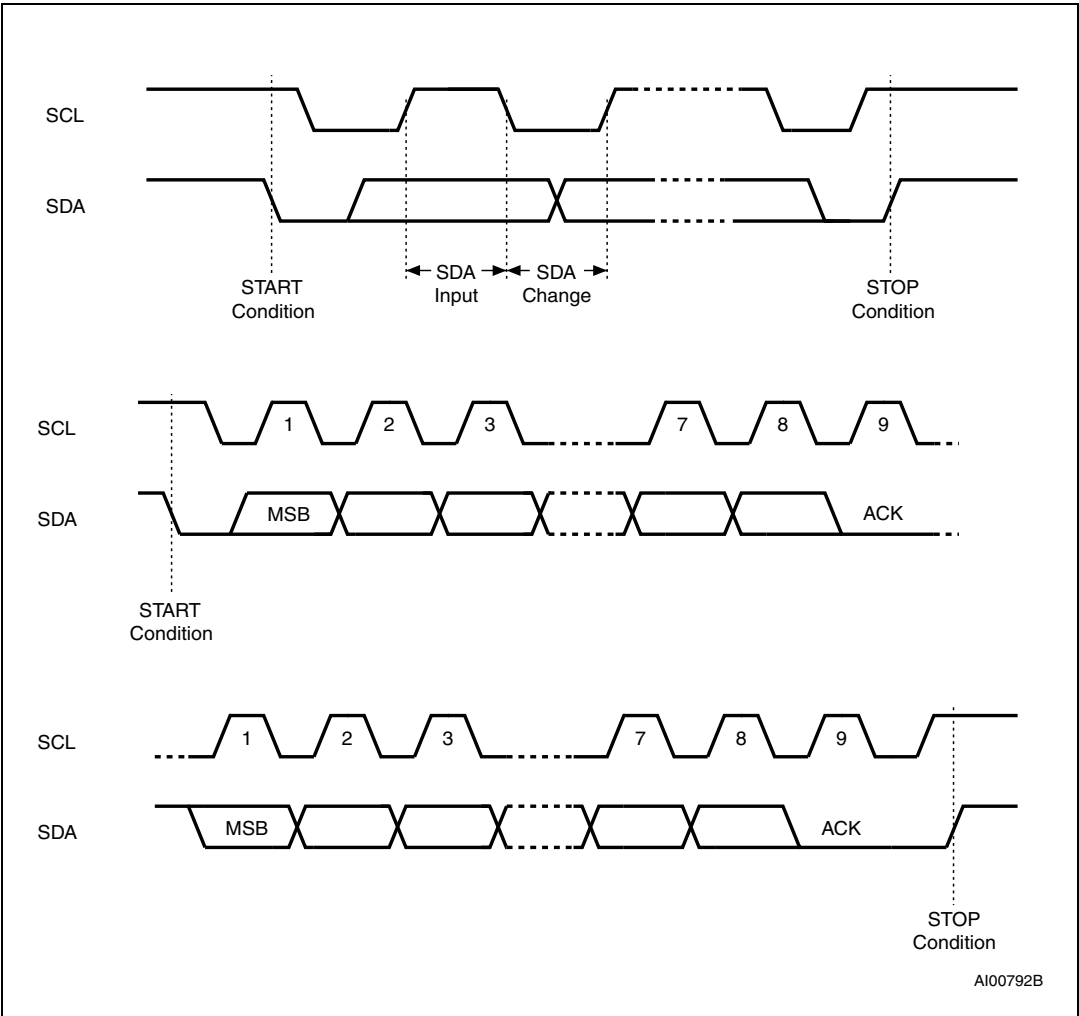 SCL
SDA
SDA Input
SDA Change
START Condition
STOP Condition
SCL
1 2 3 7 8 9
SDA
MSB ACK
START Condition
SCL
1 2 3 7 8 9
SDA
MSB ACK
STOP Condition
AI00792B